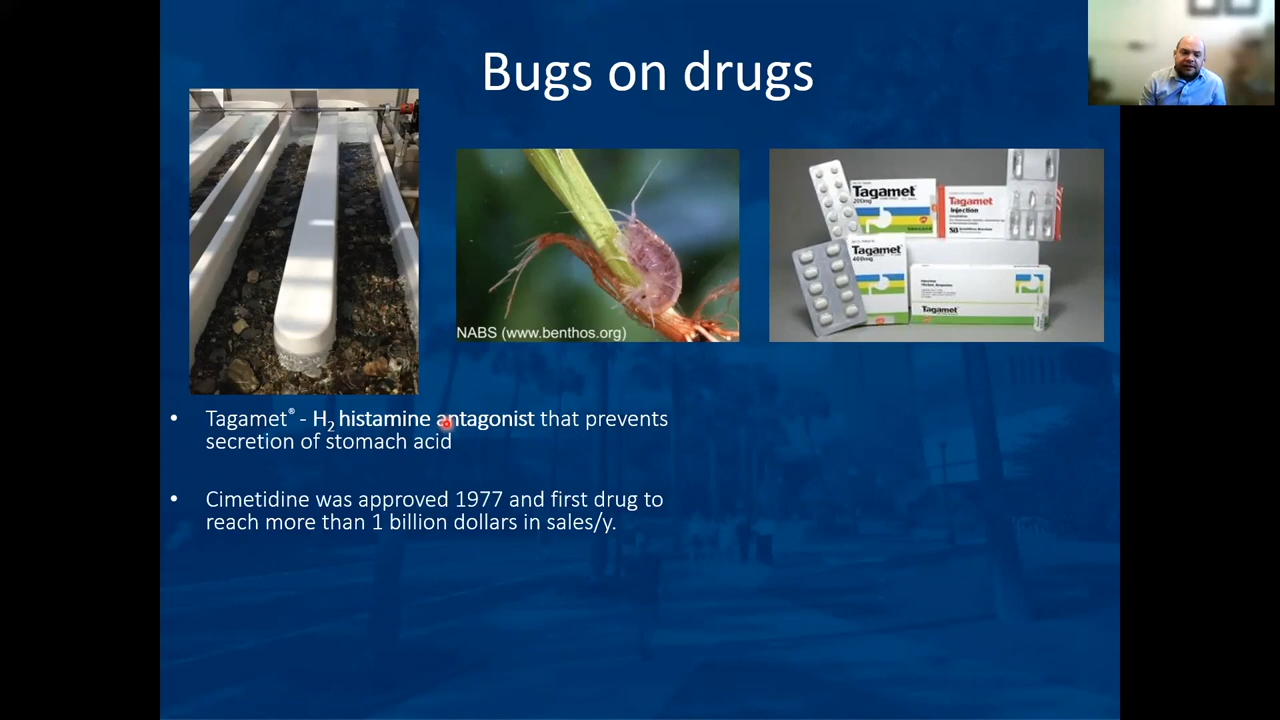 Bugs on drugs
NABS (www.benthos.org)
Tagamet
200mg
Tagamet
Injection
Tagamet
400mg
Tagamet
• Tagamet® - H₂ histamine antagonist that prevents
secretion of stomach acid
• Cimetidine was approved 1977 and first drug to
reach more than 1 billion dollars in sales/y.